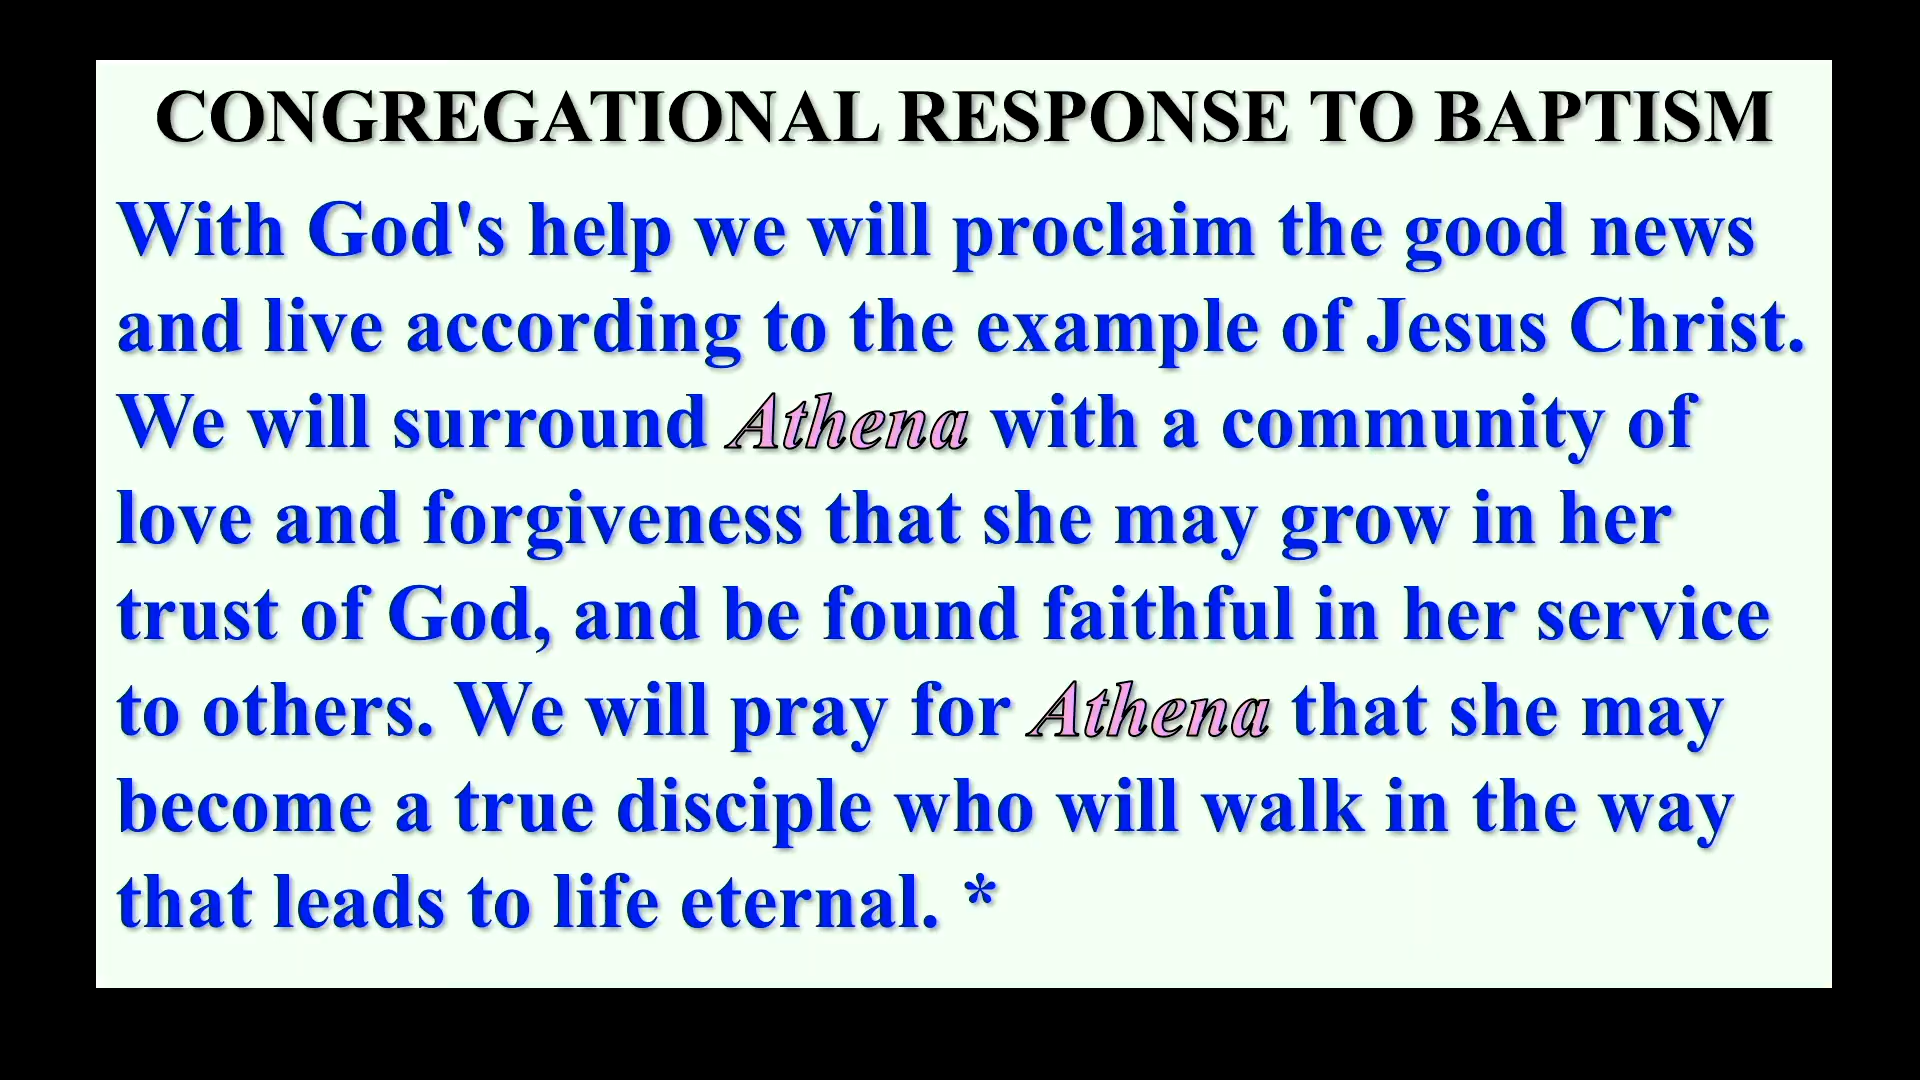 CONGREGATIONAL RESPONSE TO BAPTISM
With God's help we will proclaim the good news
and live according to the example of Jesus Christ.
We will surround Athena with a community of
love and forgiveness that she may grow in her
trust of God, and be found faithful in her service
to others. We will pray for Athena that she may
become a true disciple who will walk in the way
that leads to life eternal. *